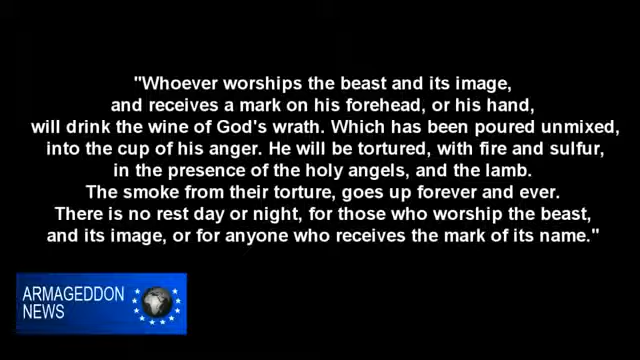 "Whoever worships the beast and its image,
and receives a mark on his forehead, or his hand,
will drink the wine of God's wrath. Which has been poured unmixed,
into the cup of his anger. He will be tortured, with fire and sulfur,
in the presence of the holy angels, and the lamb.
The smoke from their torture, goes up forever and ever.
There is no rest day or night, for those who worship the beast,
and its image, or for anyone who receives the mark of its name."
ARMAGEDDON
NEWS